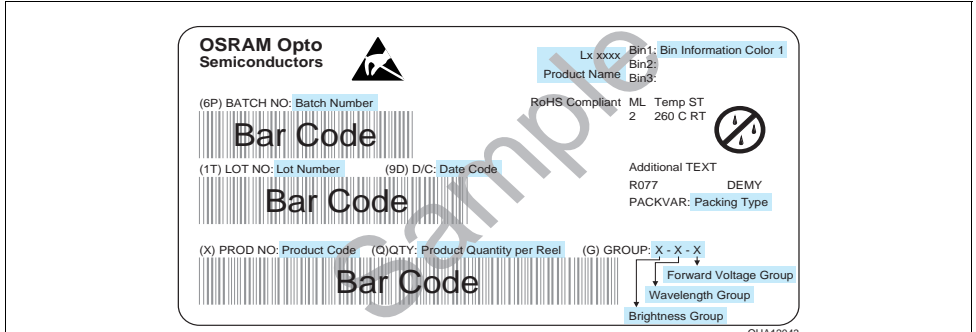 OSRAM Opto
Semiconductors
Lx xxxx
Product Name
Bin1: Bin Information Color 1
Bin2:
Bin3:
(6P) BATCH NO: Batch Number
Bar Code
RoHS Compliant ML Temp ST
2 260 C RT
(1T) LOT NO: Lot Number (9D) D/C: Date Code
Bar Code
Additional TEXT
R077 DEMY
PACKVAR: Packing Type
(X) PROD NO: Product Code (Q)QTY: Product Quantity per Reel (G) GROUP: X - X - X
Bar Code
Forward Voltage Group
Wavelength Group
Brightness Group
Sample